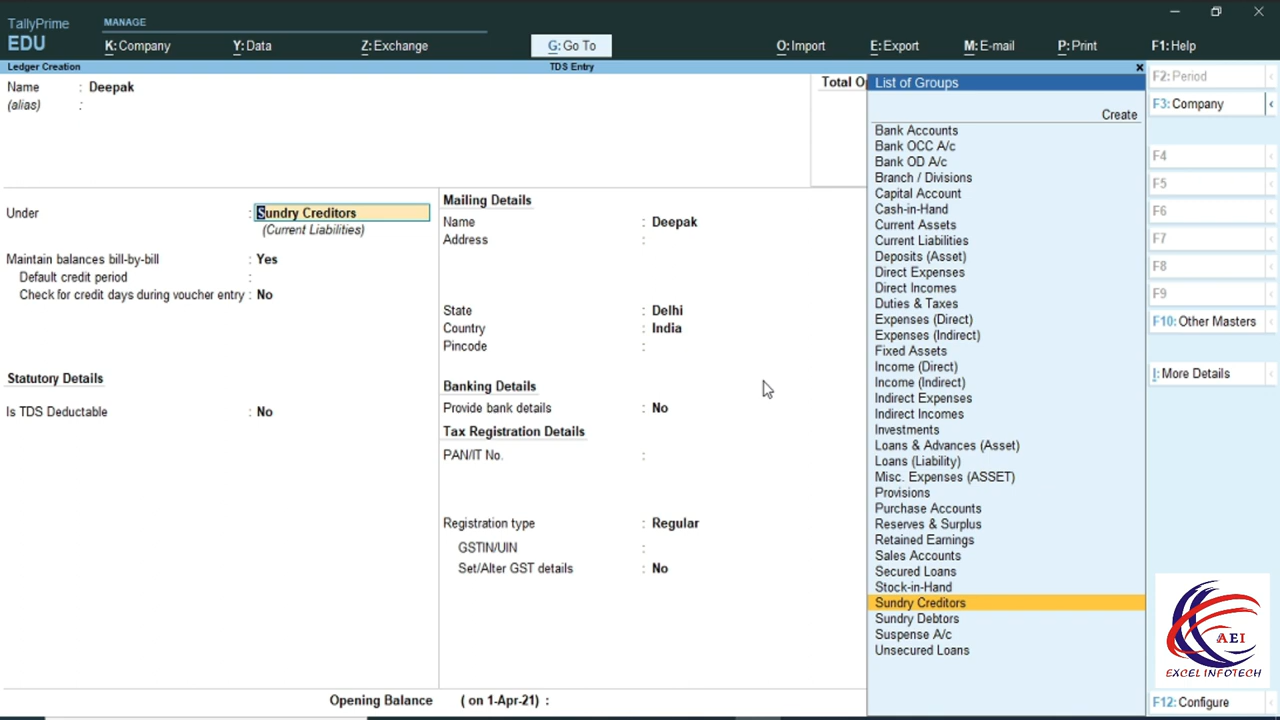 TallyPrime
EDU
MANAGE
K: Company
Y: Data
Z: Exchange
G: Go To
O: Import
E: Export
M: E-mail
P: Print
F1: Help
Ledger Creation
TDS Entry
Name : Deepak
(alias) :
Total Op
Under : Sundry Creditors
(Current Liabilities)
Maintain balances bill-by-bill : Yes
Default credit period :
Check for credit days during voucher entry : No
Statutory Details
Is TDS Deductable : No
Mailing Details
Name : Deepak
Address :
State : Delhi
Country : India
Pincode :
Banking Details
Provide bank details : No
Tax Registration Details
PAN/IT No. :
Registration type : Regular
GSTIN/UIN :
Set/Alter GST details : No
Opening Balance ( on 1-Apr-21) :
List of Groups
Create
Bank Accounts
Bank OCC A/c
Bank OD A/c
Branch / Divisions
Capital Account
Cash-in-Hand
Current Assets
Current Liabilities
Deposits (Asset)
Direct Expenses
Direct Incomes
Duties & Taxes
Expenses (Direct)
Expenses (Indirect)
Fixed Assets
Income (Direct)
Income (Indirect)
Indirect Expenses
Indirect Incomes
Investments
Loans & Advances (Asset)
Loans (Liability)
Misc. Expenses (ASSET)
Provisions
Purchase Accounts
Reserves & Surplus
Retained Earnings
Sales Accounts
Secured Loans
Stock-in-Hand
Sundry Creditors
Sundry Debtors
Suspense A/c
Unsecured Loans
F2: Period
F3: Company
F4
F5
F6
F7
F8
F9
F10: Other Masters
I: More Details
AEI
EXCEL INFOTECH
F12: Configure